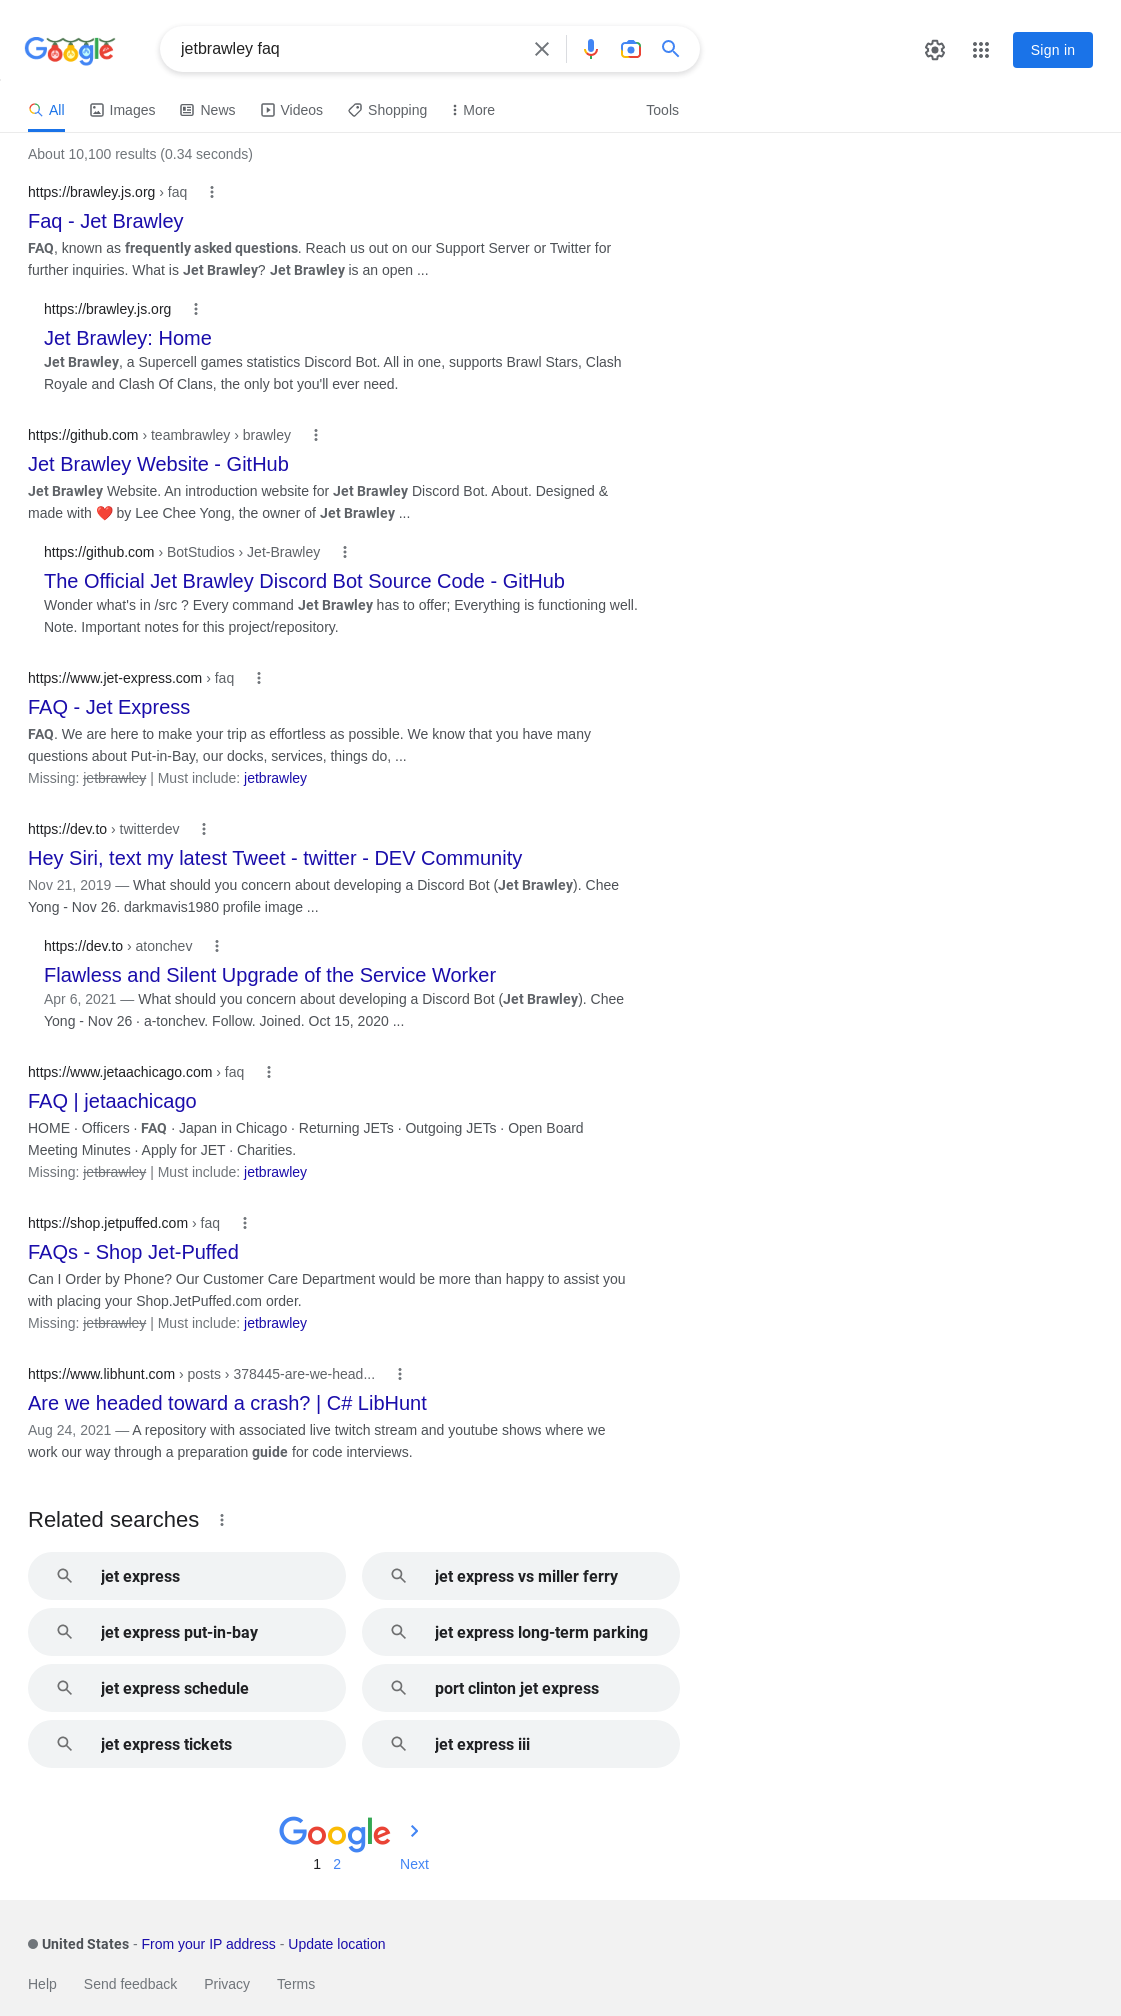 Google
jetbrawley faq
Sign in
All Images News Videos Shopping More Tools
About 10,100 results (0.34 seconds)
https://brawley.js.org › faq
Faq - Jet Brawley
FAQ, known as frequently asked questions. Reach us out on our Support Server or Twitter for
further inquiries. What is Jet Brawley? Jet Brawley is an open ...
https://brawley.js.org
Jet Brawley: Home
Jet Brawley, a Supercell games statistics Discord Bot. All in one, supports Brawl Stars, Clash
Royale and Clash Of Clans, the only bot you'll ever need.
https://github.com › teambrawley › brawley
Jet Brawley Website - GitHub
Jet Brawley Website. An introduction website for Jet Brawley Discord Bot. About. Designed &
made with ❤️ by Lee Chee Yong, the owner of Jet Brawley ...
https://github.com › BotStudios › Jet-Brawley
The Official Jet Brawley Discord Bot Source Code - GitHub
Wonder what's in /src ? Every command Jet Brawley has to offer; Everything is functioning well.
Note. Important notes for this project/repository.
https://www.jet-express.com › faq
FAQ - Jet Express
FAQ. We are here to make your trip as effortless as possible. We know that you have many
questions about Put-in-Bay, our docks, services, things do, ...
Missing: jetbrawley | Must include: jetbrawley
https://dev.to › twitterdev
Hey Siri, text my latest Tweet - twitter - DEV Community
Nov 21, 2019 — What should you concern about developing a Discord Bot (Jet Brawley). Chee
Yong - Nov 26. darkmavis1980 profile image ...
https://dev.to › atonchev
Flawless and Silent Upgrade of the Service Worker
Apr 6, 2021 — What should you concern about developing a Discord Bot (Jet Brawley). Chee
Yong - Nov 26 · a-tonchev. Follow. Joined. Oct 15, 2020 ...
https://www.jetaachicago.com › faq
FAQ | jetaachicago
HOME · Officers · FAQ · Japan in Chicago · Returning JETs · Outgoing JETs · Open Board
Meeting Minutes · Apply for JET · Charities.
Missing: jetbrawley | Must include: jetbrawley
https://shop.jetpuffed.com › faq
FAQs - Shop Jet-Puffed
Can I Order by Phone? Our Customer Care Department would be more than happy to assist you
with placing your Shop.JetPuffed.com order.
Missing: jetbrawley | Must include: jetbrawley
https://www.libhunt.com › posts › 378445-are-we-head...
Are we headed toward a crash? | C# LibHunt
Aug 24, 2021 — A repository with associated live twitch stream and youtube shows where we
work our way through a preparation guide for code interviews.
Related searches
jet express
jet express vs miller ferry
jet express put-in-bay
jet express long-term parking
jet express schedule
port clinton jet express
jet express tickets
jet express iii
Google
1 2 Next
United States - From your IP address - Update location
Help Send feedback Privacy Terms